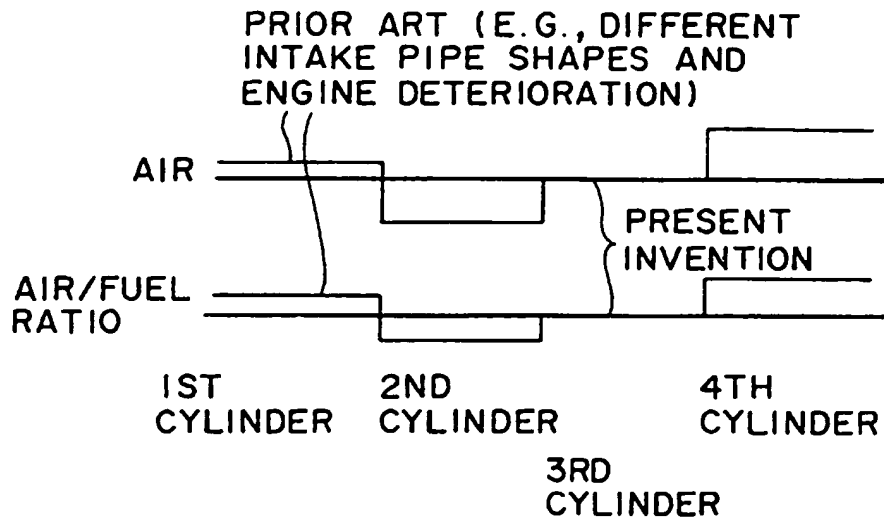 PRIOR ART (E.G., DIFFERENT
INTAKE PIPE SHAPES AND
ENGINE DETERIORATION)
AIR
PRESENT
INVENTION
AIR/FUEL
RATIO
1ST
CYLINDER
2ND
CYLINDER
3RD
CYLINDER
4TH
CYLINDER